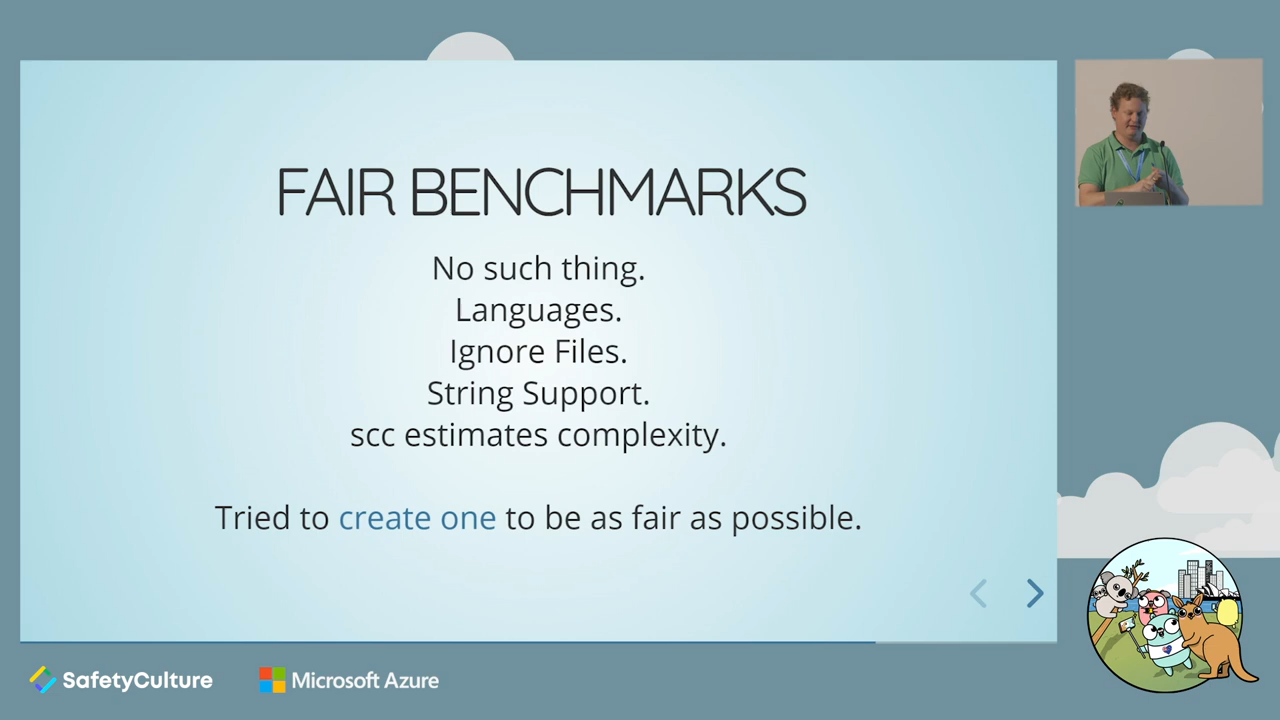 FAIR BENCHMARKS
No such thing.
Languages.
Ignore Files.
String Support.
scc estimates complexity.
Tried to create one to be as fair as possible.
SafetyCulture
Microsoft Azure